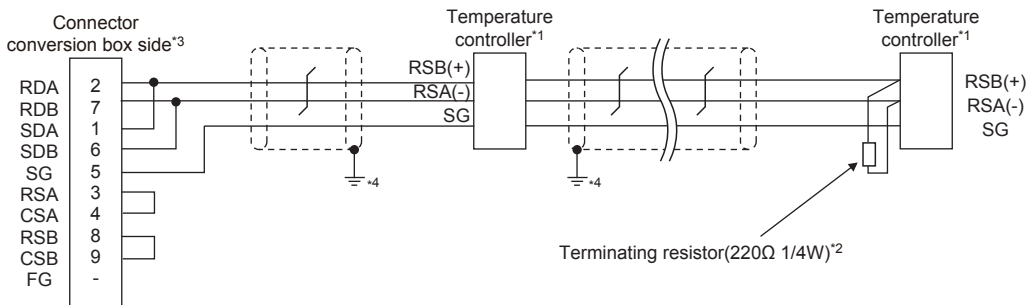 Connector
conversion box side*3
Temperature
controller*1
Temperature
controller*1
RDA 2
RDB 7
SDA 1
SDB 6
SG 5
RSA 3
CSA 4
RSB 8
CSB 9
FG -
RSB(+)
RSA(-)
SG
RSB(+)
RSA(-)
SG
*4
*4
Terminating resistor(220Ω 1/4W)*2